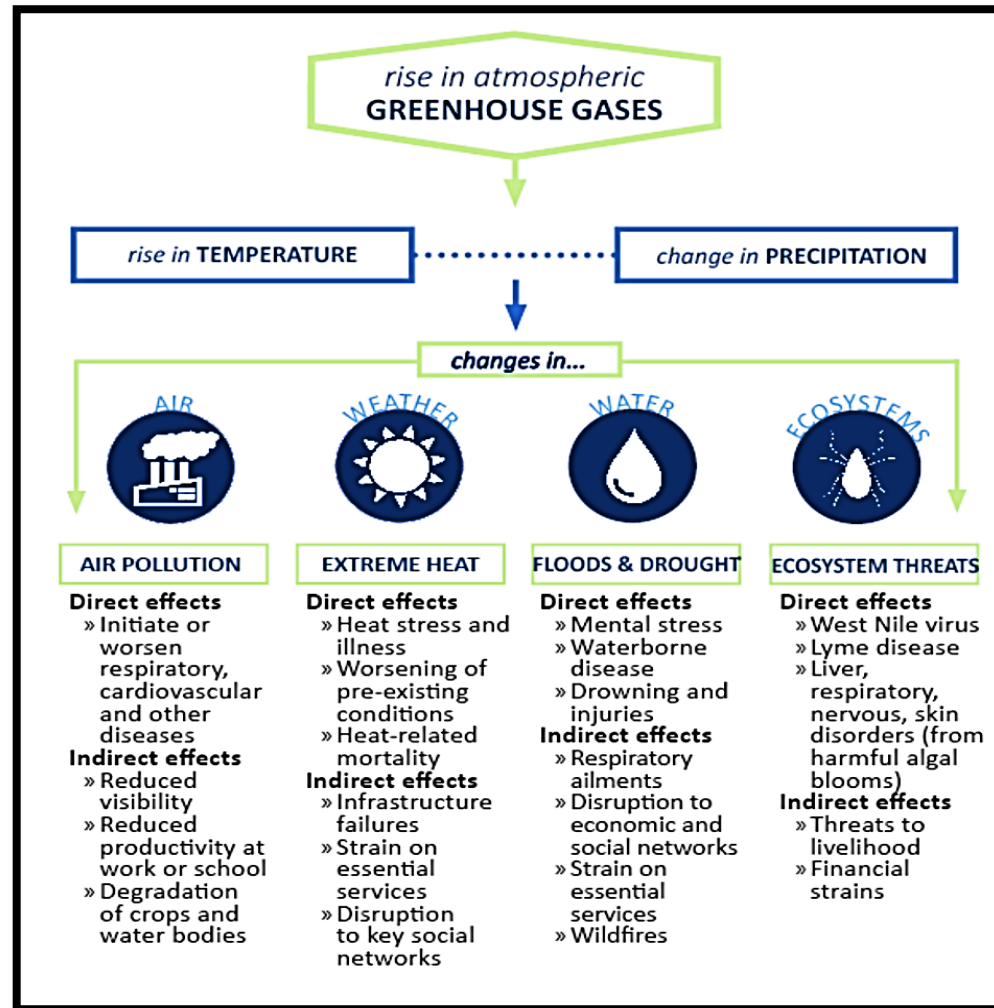 rise in atmospheric
GREENHOUSE GASES
rise in TEMPERATURE
change in PRECIPITATION
changes in...
AIR
WEATHER
WATER
ECOSYSTEMS
AIR POLLUTION
Direct effects
» Initiate or
worsen
respiratory,
cardiovascular
and other
diseases
Indirect effects
» Reduced
visibility
» Reduced
productivity at
work or school
» Degradation
of crops and
water bodies
EXTREME HEAT
Direct effects
» Heat stress and
illness
» Worsening of
pre-existing
conditions
» Heat-related
mortality
Indirect effects
» Infrastructure
failures
» Strain on
essential
services
» Disruption
to key social
networks
FLOODS & DROUGHT
Direct effects
» Mental stress
» Waterborne
disease
» Drowning and
injuries
Indirect effects
» Respiratory
ailments
» Disruption to
economic and
social networks
» Strain on
essential
services
» Wildfires
ECOSYSTEM THREATS
Direct effects
» West Nile virus
» Lyme disease
» Liver,
respiratory,
nervous, skin
disorders (from
harmful algal
blooms)
Indirect effects
» Threats to
livelihood
» Financial
strains